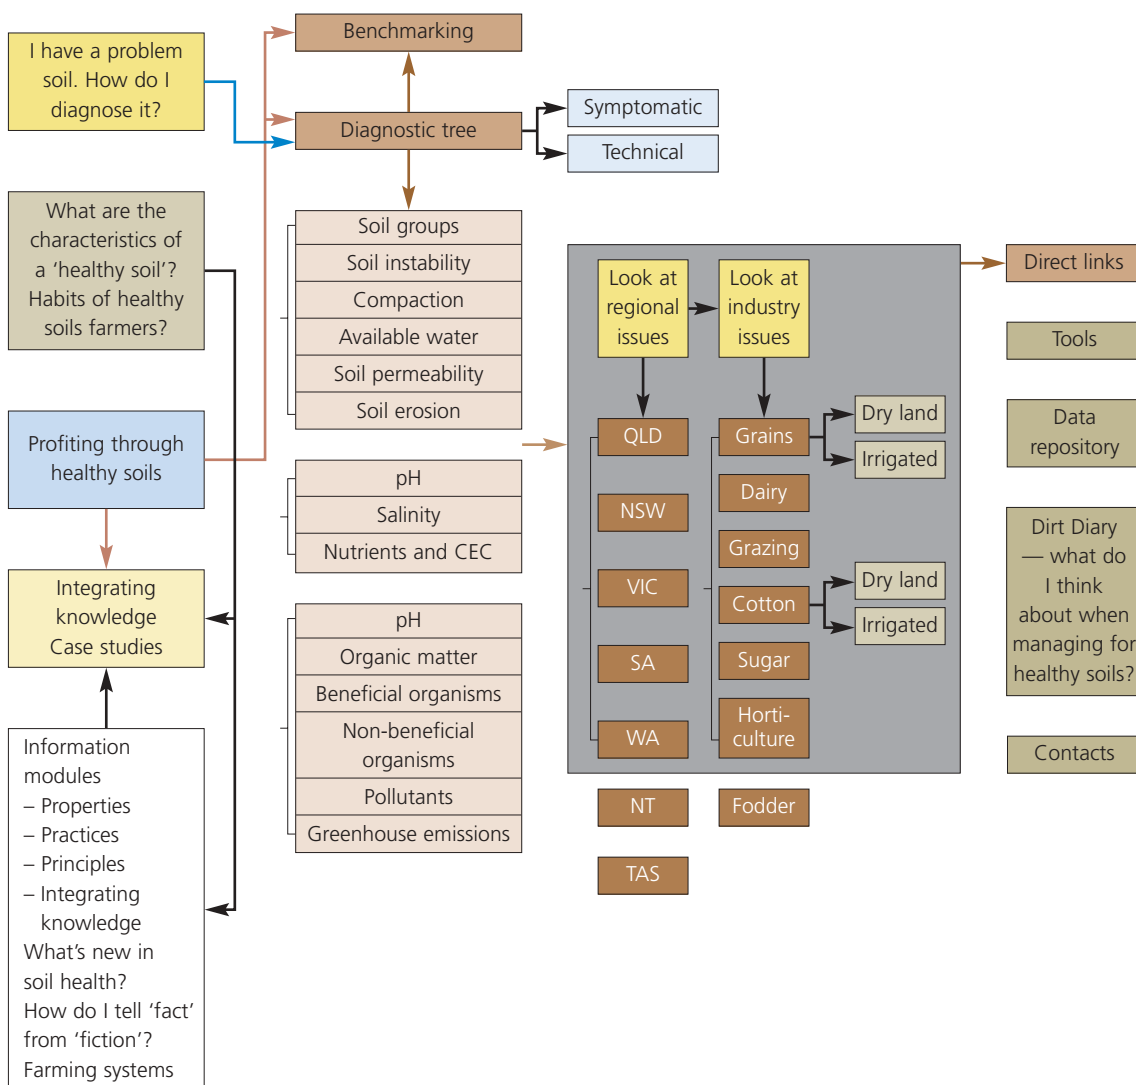 I have a problem
soil. How do I
diagnose it?
What are the
characteristics of
a ‘healthy soil’?
Habits of healthy
soils farmers?
Profiting through
healthy soils
Integrating
knowledge
Case studies
Information
modules
– Properties
– Practices
– Principles
– Integrating
knowledge
What’s new in
soil health?
How do I tell ‘fact’
from ‘fiction’?
Farming systems
Benchmarking
Diagnostic tree
Symptomatic
Technical
Soil groups
Soil instability
Compaction
Available water
Soil permeability
Soil erosion
pH
Salinity
Nutrients and CEC
pH
Organic matter
Beneficial organisms
Non-beneficial
organisms
Pollutants
Greenhouse emissions
Look at
regional
issues
QLD
NSW
VIC
SA
WA
NT
TAS
Look at
industry
issues
Grains
Dairy
Grazing
Cotton
Sugar
Horti-
culture
Fodder
Dry land
Irrigated
Dry land
Irrigated
Direct links
Tools
Data
repository
Dirt Diary
— what do
I think
about when
managing for
healthy soils?
Contacts